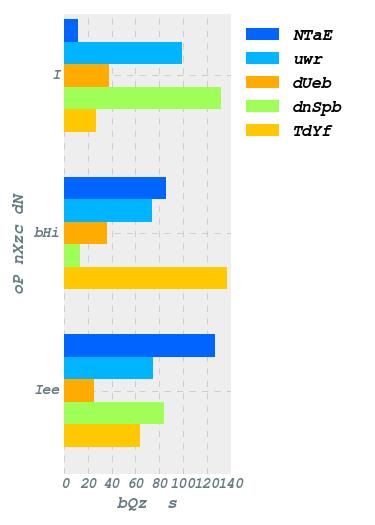 NTaE
uwr
dUeb
dnSpb
TdYf
I
bHi
Iee
oP nXzc dN
0 20 40 60 80 100 120 140
bQz s